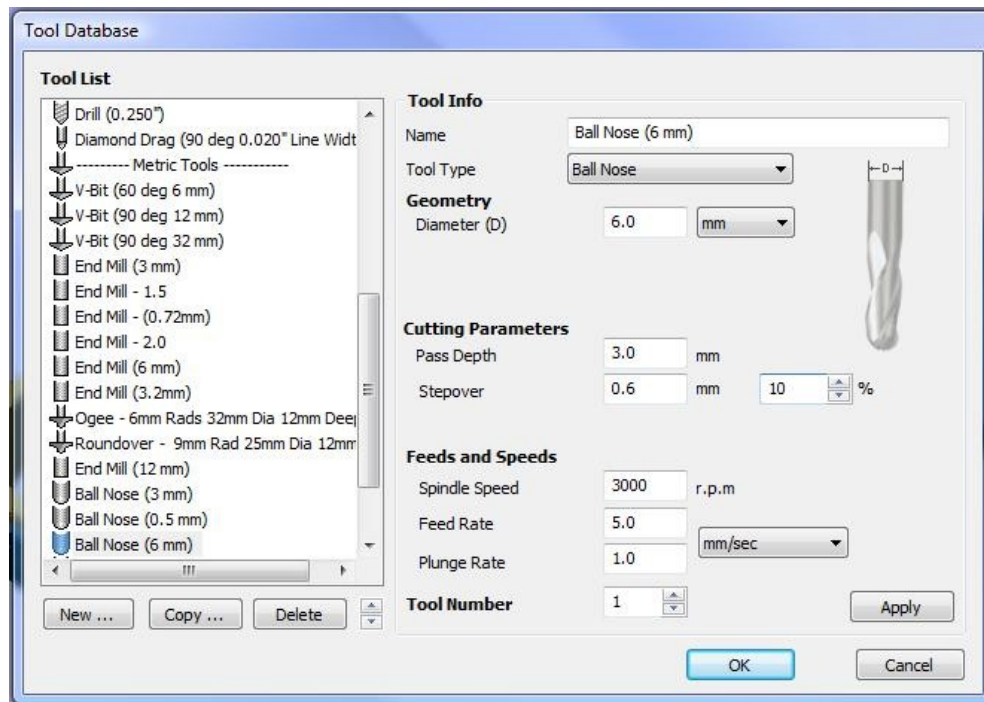 Tool Database
Tool List
Drill (0.250")
Diamond Drag (90 deg 0.020" Line Widt
--------- Metric Tools -----------
V-Bit (60 deg 6 mm)
V-Bit (90 deg 12 mm)
V-Bit (90 deg 32 mm)
End Mill (3 mm)
End Mill - 1.5
End Mill - (0.72mm)
End Mill - 2.0
End Mill (6 mm)
End Mill (3.2mm)
Ogee - 6mm Rads 32mm Dia 12mm Deep
Roundover - 9mm Rad 25mm Dia 12mm
End Mill (12 mm)
Ball Nose (3 mm)
Ball Nose (0.5 mm)
Ball Nose (6 mm)
New ... Copy ... Delete
Tool Info
Name Ball Nose (6 mm)
Tool Type Ball Nose
D
Geometry
Diameter (D) 6.0 mm
Cutting Parameters
Pass Depth 3.0 mm
Stepover 0.6 mm 10 %
Feeds and Speeds
Spindle Speed 3000 r.p.m
Feed Rate 5.0
mm/sec
Plunge Rate 1.0
Tool Number 1 Apply
OK Cancel